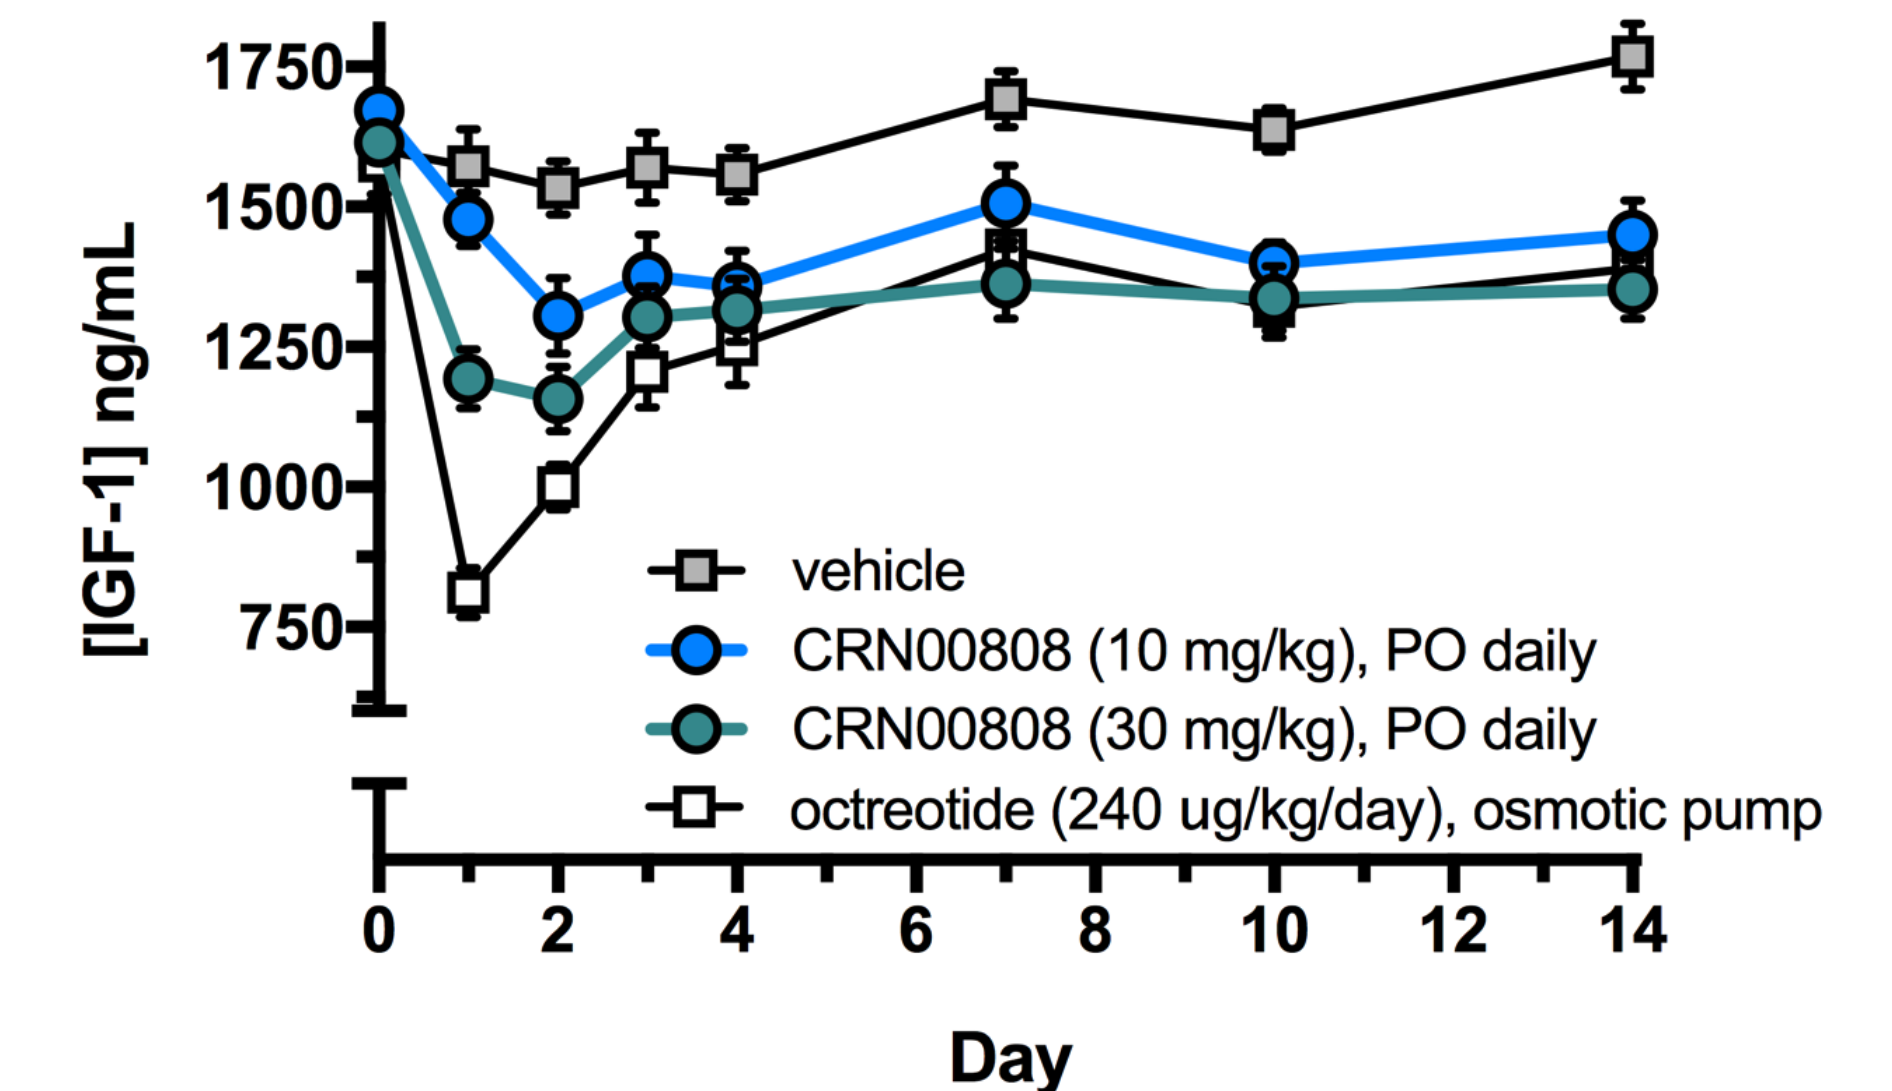 [IGF-1] ng/mL
1750
1500
1250
1000
750
vehicle
CRN00808 (10 mg/kg), PO daily
CRN00808 (30 mg/kg), PO daily
octreotide (240 ug/kg/day), osmotic pump
0 2 4 6 8 10 12 14
Day